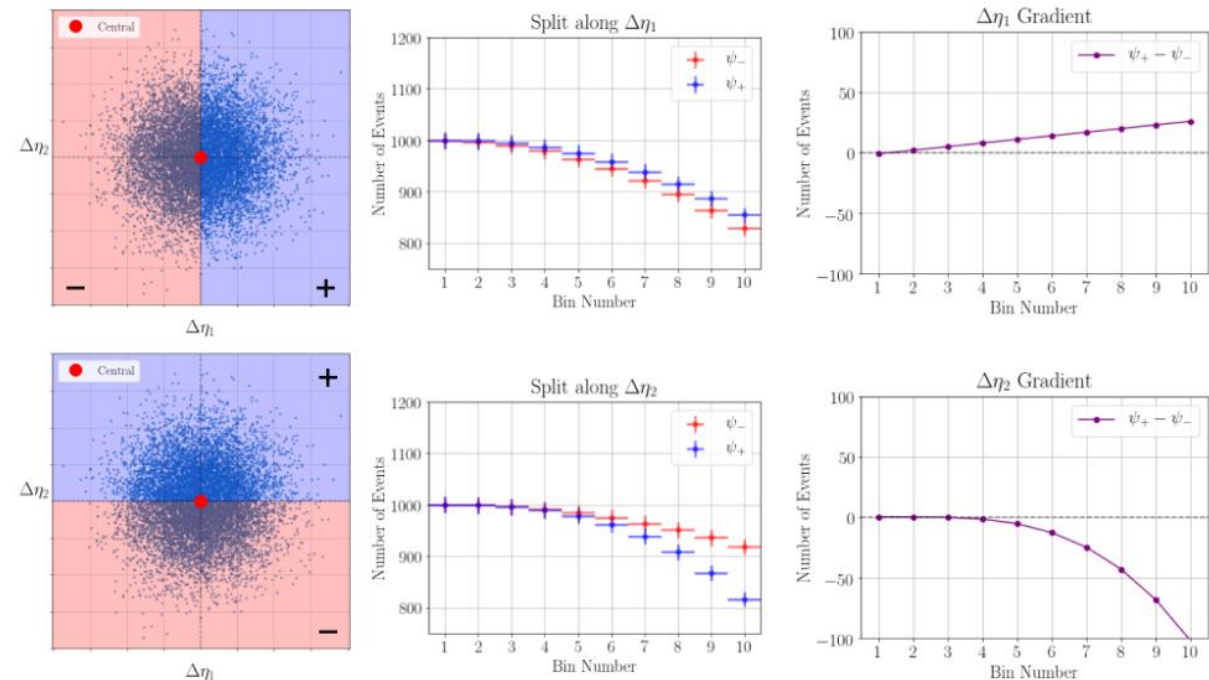 Central
Δη₂
−
+
Δη₁
Split along Δη₁
ψ₋
ψ₊
Number of Events
1200
1100
1000
900
800
1 2 3 4 5 6 7 8 9 10
Bin Number
Δη₁ Gradient
ψ₊ − ψ₋
Number of Events
100
50
0
−50
−100
1 2 3 4 5 6 7 8 9 10
Bin Number
Central
+
Δη₂
−
Δη₁
Split along Δη₂
ψ₋
ψ₊
Number of Events
1200
1100
1000
900
800
1 2 3 4 5 6 7 8 9 10
Bin Number
Δη₂ Gradient
ψ₊ − ψ₋
Number of Events
100
50
0
−50
−100
1 2 3 4 5 6 7 8 9 10
Bin Number